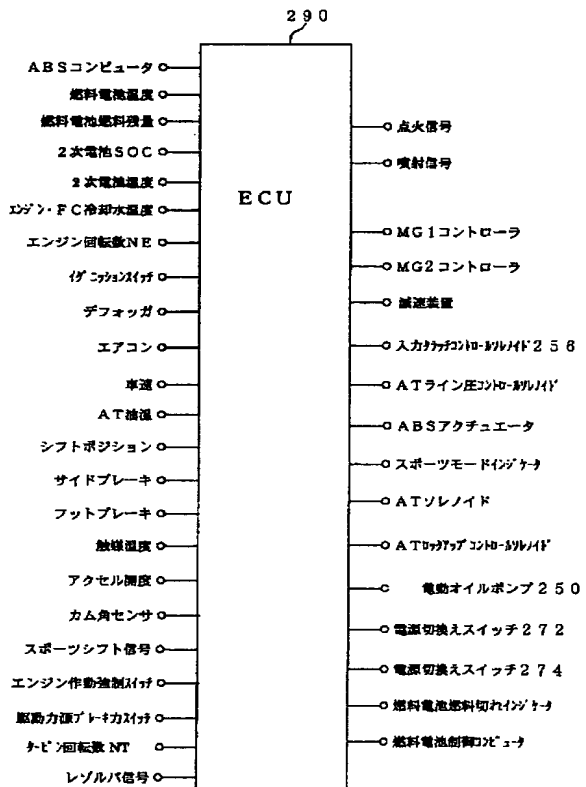 290
ABSコンピュータ
燃料電池温度
燃料電池燃料残量
2次電池SOC
2次電池温度
エンジン・FC冷却水温度
エンジン回転数NE
イグニッションスイッチ
デフォッガ
エアコン
車速
AT油温
シフトポジション
サイドブレーキ
フットブレーキ
触媒温度
アクセル開度
カム角センサ
スポーツシフト信号
エンジン作動強制スイッチ
駆動力源ブレーキ力スイッチ
タービン回転数NT
レゾルバ信号
ECU
点火信号
噴射信号
MG1コントローラ
MG2コントローラ
減速装置
入力クラッチコントロールソレノイド256
ATライン圧コントロールソレノイド
ABSアクチュエータ
スポーツモードインジケータ
ATソレノイド
ATロックアップコントロールソレノイド
電動オイルポンプ250
電源切換えスイッチ272
電源切換えスイッチ274
燃料電池燃料切れインジケータ
燃料電池制御コンピュータ